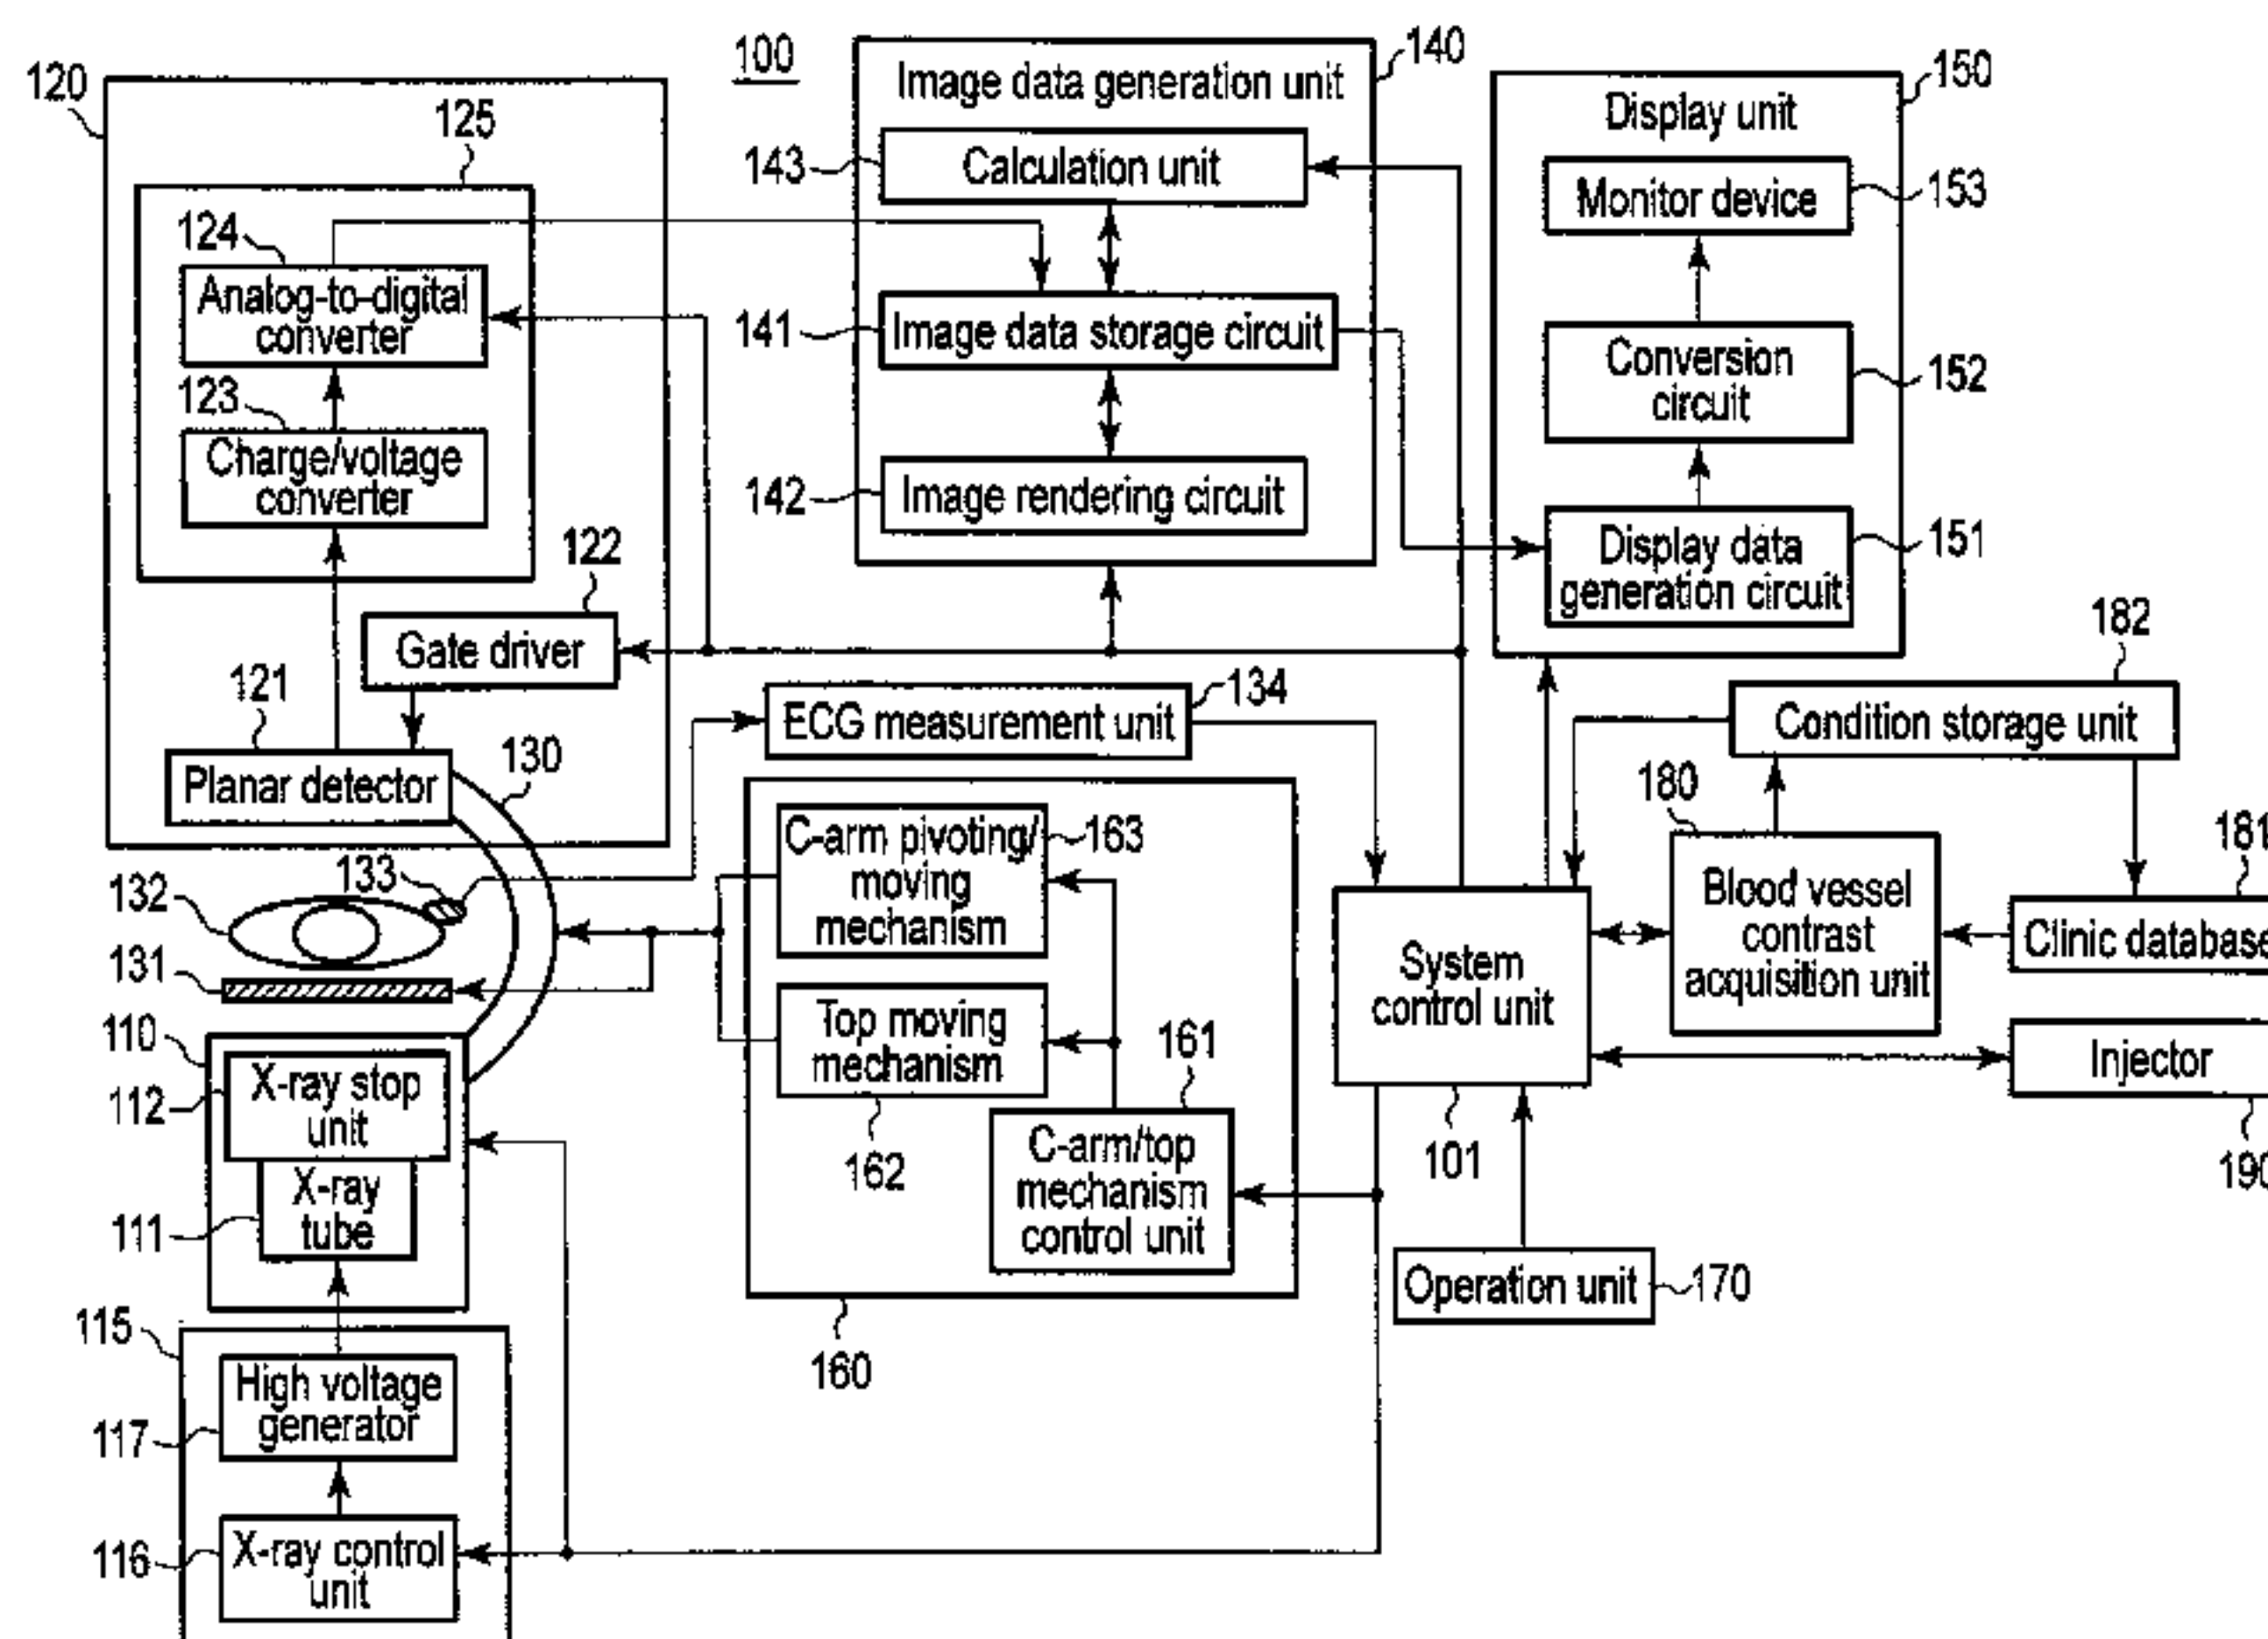 100
120
125
124
Analog-to-digital
converter
123
Charge/voltage
converter
122
Gate driver
121
Planar detector
130
140
Image data generation unit
143
Calculation unit
141
Image data storage circuit
142
Image rendering circuit
150
Display unit
Monitor device
153
Conversion
circuit
152
Display data
generation circuit
151
134
ECG measurement unit
182
Condition storage unit
133
132
131
110
112
X-ray stop
unit
111
X-ray
tube
115
117
High voltage
generator
116
X-ray control
unit
C-arm pivoting/
moving
mechanism
163
Top moving
mechanism
162
161
C-arm/top
mechanism
control unit
160
System
control unit
101
Operation unit
170
180
Blood vessel
contrast
acquisition unit
181
Clinic database
Injector
190